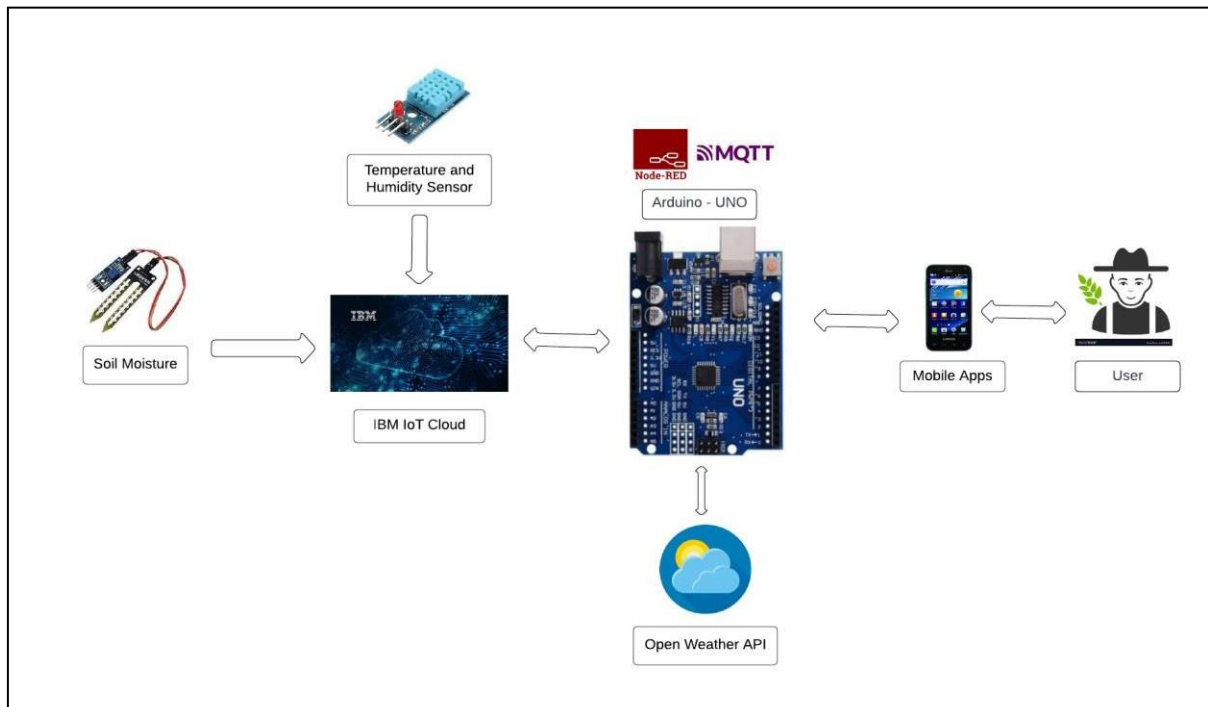 Temperature and
Humidity Sensor
Node-RED
MQTT
Arduino - UNO
Soil Moisture
IBM
IBM IoT Cloud
UNO
Mobile Apps
User
Open Weather API